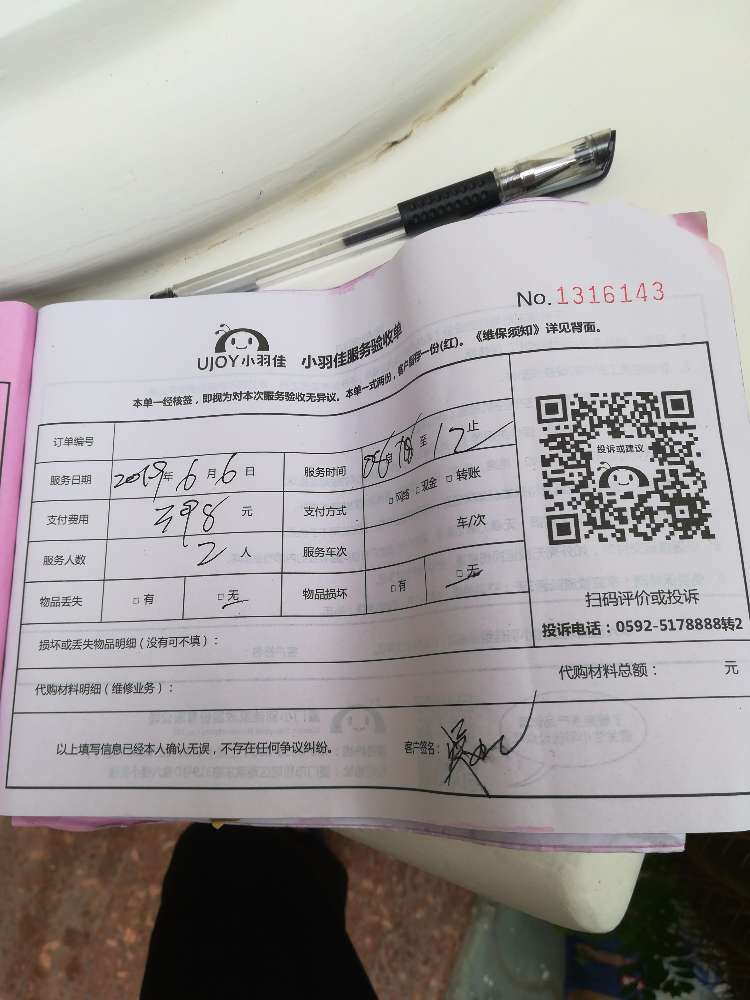 No. 1316143
UJOY小羽佳 小羽佳服务验收单
本单一经核签，即视为对本次服务验收无异议。本单一式两份，客户留存一份(红)。《维保须知》详见背面。
订单编号
服务日期 2019年 6月 6日 服务时间 至 12 止
支付费用 398 元 支付方式 □网络 □现金 □转账
服务人数 2 人 服务车次 车/次
物品丢失 □有 □无 物品损坏 □有 □无
投诉或建议
扫码评价或投诉
投诉电话：0592-5178888转2
损坏或丢失物品明细（没有可不填）：
代购材料明细（维修业务）： 代购材料总额： 元
以上填写信息已经本人确认无误，不存在任何争议纠纷。 客户签名：